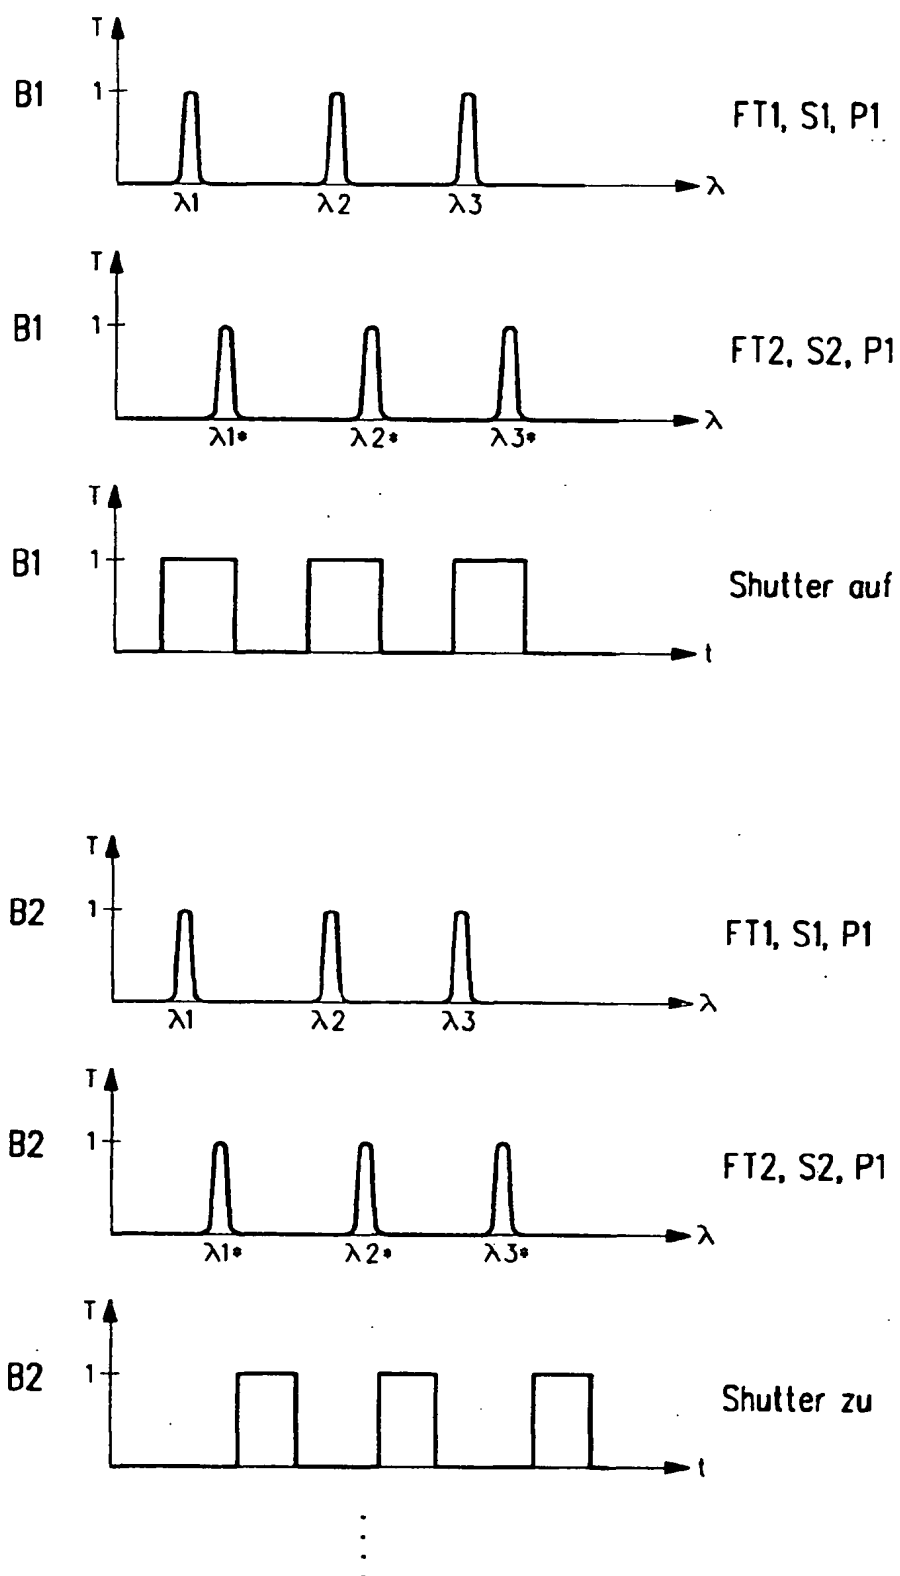 T
B1
1
FT1, S1, P1
λ
λ1 λ2 λ3
T
B1
1
FT2, S2, P1
λ
λ1* λ2* λ3*
T
B1
1
Shutter auf
t
T
B2
1
FT1, S1, P1
λ
λ1 λ2 λ3
T
B2
1
FT2, S2, P1
λ
λ1* λ2* λ3*
T
B2
1
Shutter zu
t